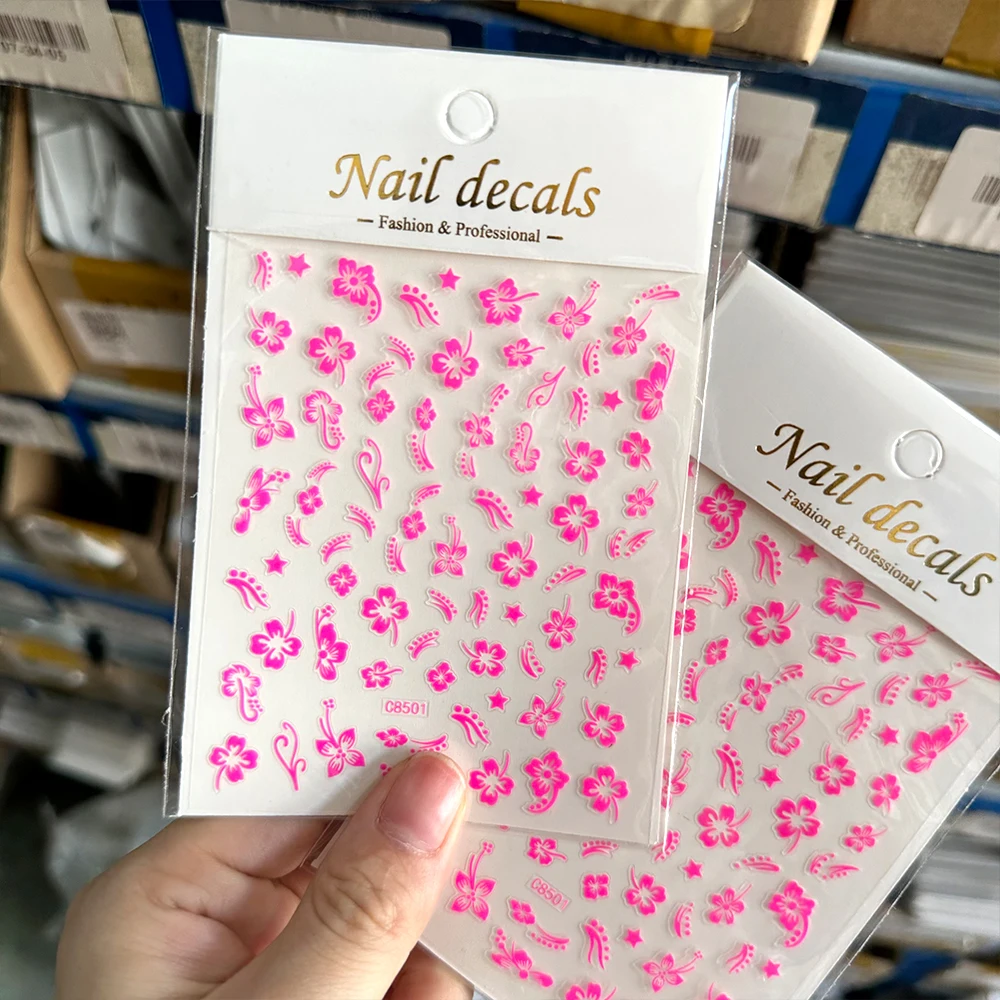 Nail decals
Fashion & Professional
C8501
Nail decals
Fashion & Professional
C8501